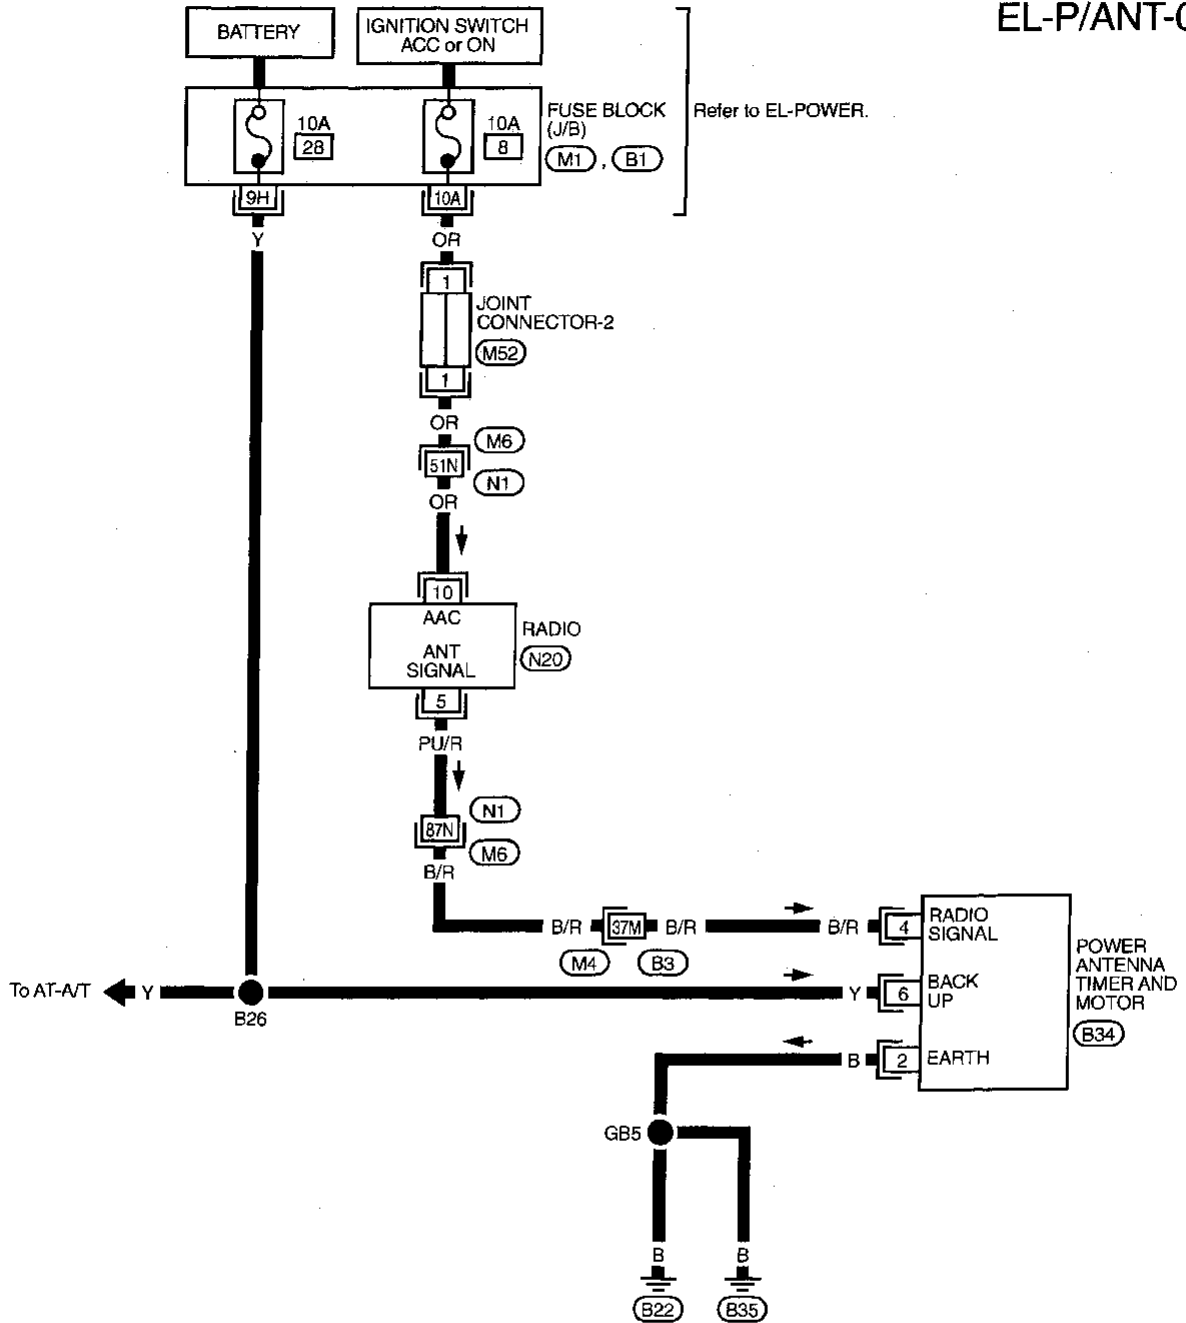 EL-P/ANT-0
BATTERY
IGNITION SWITCH
ACC or ON
10A
28
10A
8
FUSE BLOCK
(J/B)
M1 , B1
Refer to EL-POWER.
9H
10A
Y
OR
1
JOINT
CONNECTOR-2
M52
1
OR
M6
51N
N1
OR
10
AAC
ANT
SIGNAL
RADIO
N20
5
PU/R
N1
87N
M6
B/R
B/R
37M
B/R
B/R
M4
B3
4
RADIO
SIGNAL
POWER
ANTENNA
TIMER AND
MOTOR
B34
To AT-A/T
Y
B26
Y
6
BACK
UP
B
2
EARTH
GB5
B
B
B22
B35